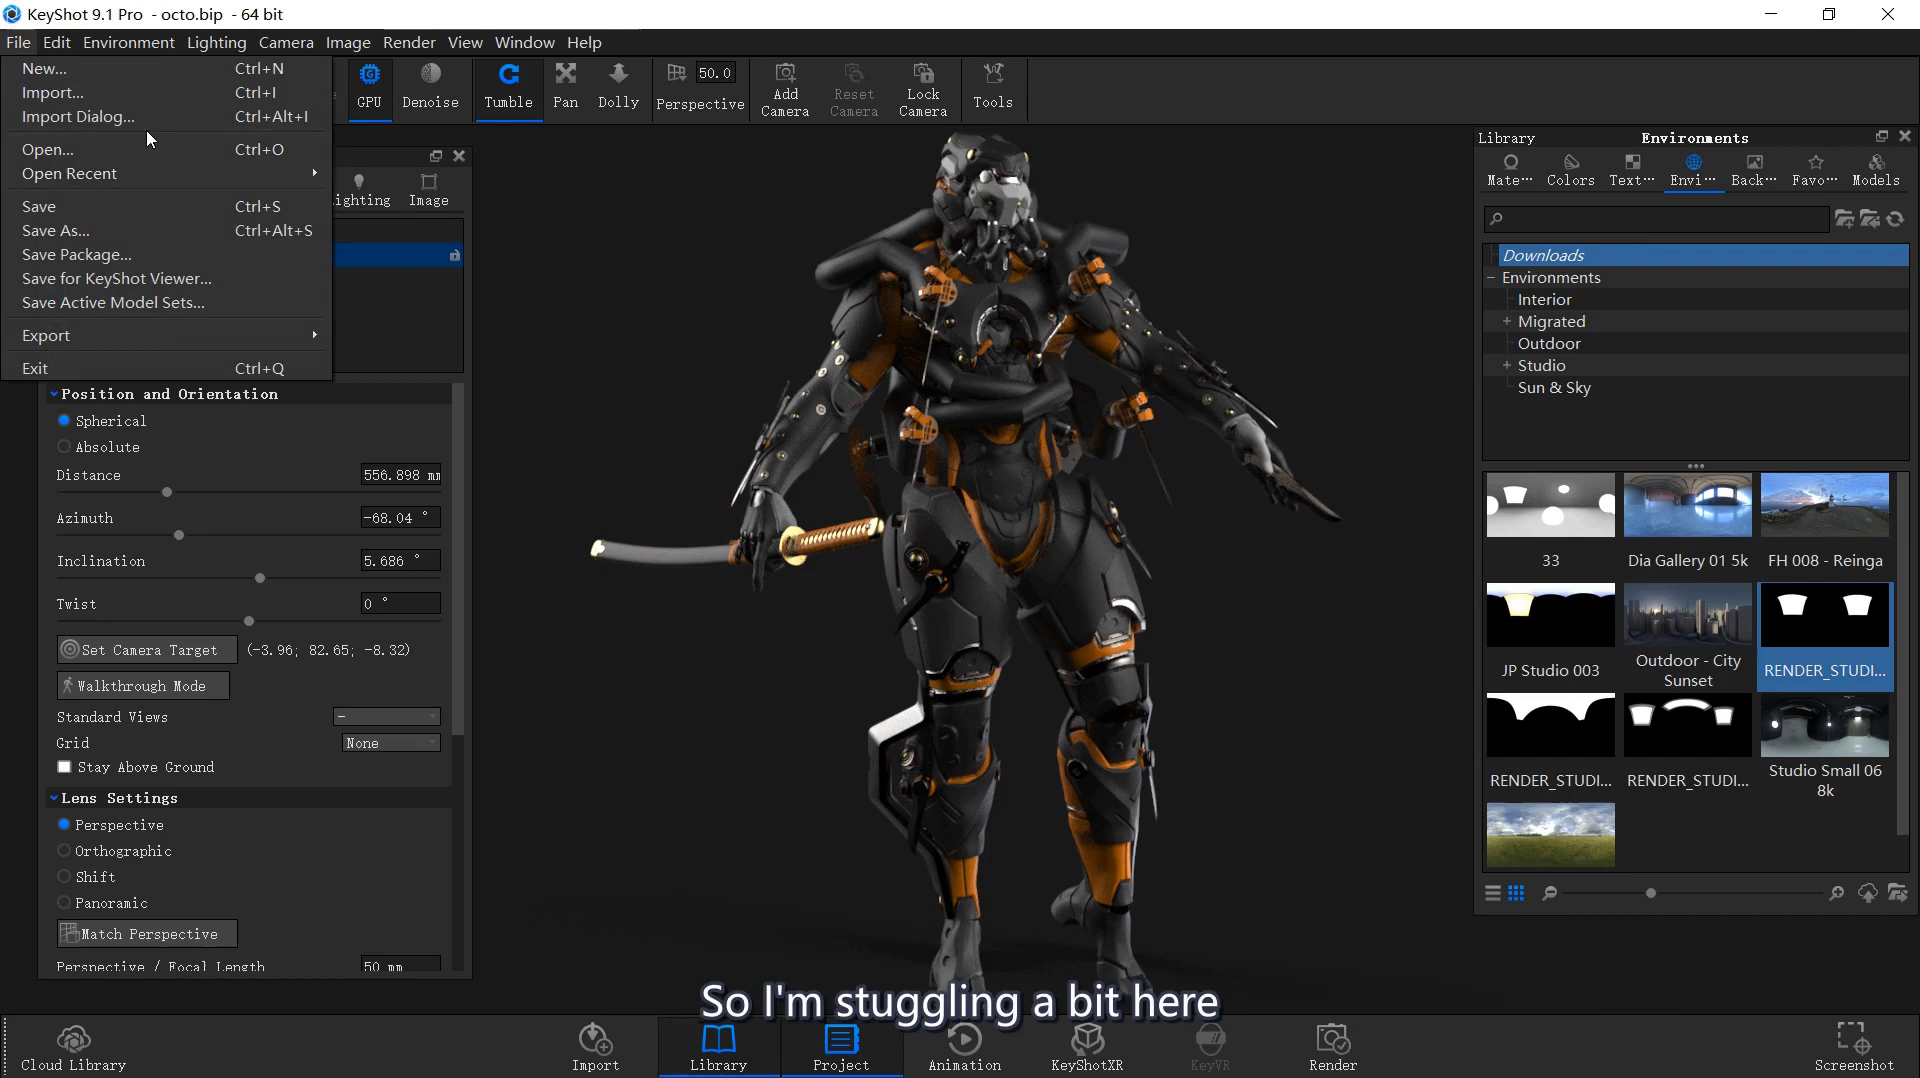 KeyShot 9.1 Pro - octo.bip - 64 bit
File Edit Environment Lighting Camera Image Render View Window Help
New... Ctrl+N
Import... Ctrl+I
Import Dialog... Ctrl+Alt+I
Open... Ctrl+O
Open Recent
Save Ctrl+S
Save As... Ctrl+Alt+S
Save Package...
Save for KeyShot Viewer...
Save Active Model Sets...
Export
Exit Ctrl+Q
GPU
Denoise
Tumble
Pan
Dolly
50.0
Perspective
Add
Camera
Reset
Camera
Lock
Camera
Tools
ighting
Image
Position and Orientation
Spherical
Absolute
Distance 556.898 mm
Azimuth -68.04 °
Inclination 5.686 °
Twist 0 °
Set Camera Target (-3.96; 82.65; -8.32)
Walkthrough Mode
Standard Views -
Grid None
Stay Above Ground
Lens Settings
Perspective
Orthographic
Shift
Panoramic
Match Perspective
Perspective / Focal Length 50 mm
Library Environments
Mate··· Colors Text··· Envi··· Back··· Favo··· Models
Downloads
Environments
Interior
Migrated
Outdoor
Studio
Sun & Sky
33
Dia Gallery 01 5k
FH 008 - Reinga
JP Studio 003
Outdoor - City
Sunset
RENDER_STUDI...
RENDER_STUDI...
RENDER_STUDI...
Studio Small 06
8k
So I'm stuggling a bit here
Cloud Library
Import
Library
Project
Animation
KeyShotXR
KeyVR
Render
Screenshot